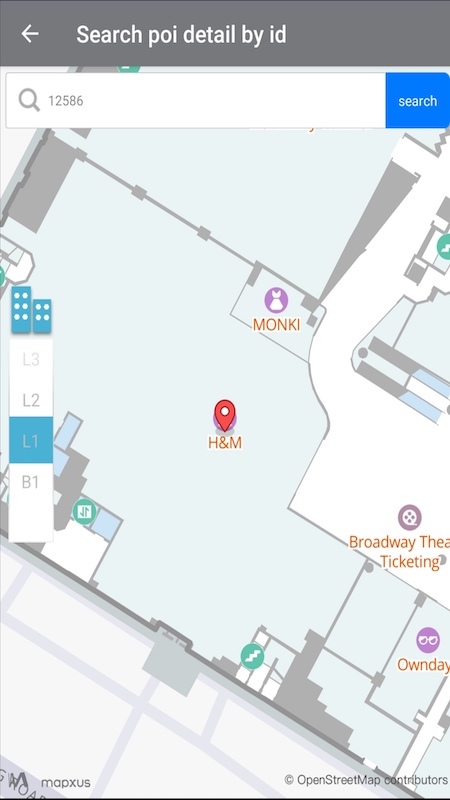 Search poi detail by id
12586
search
MONKI
L3
L2
L1
B1
H&M
Broadway Thea
Ticketing
Ownday
mapxus
© OpenStreetMap contributors